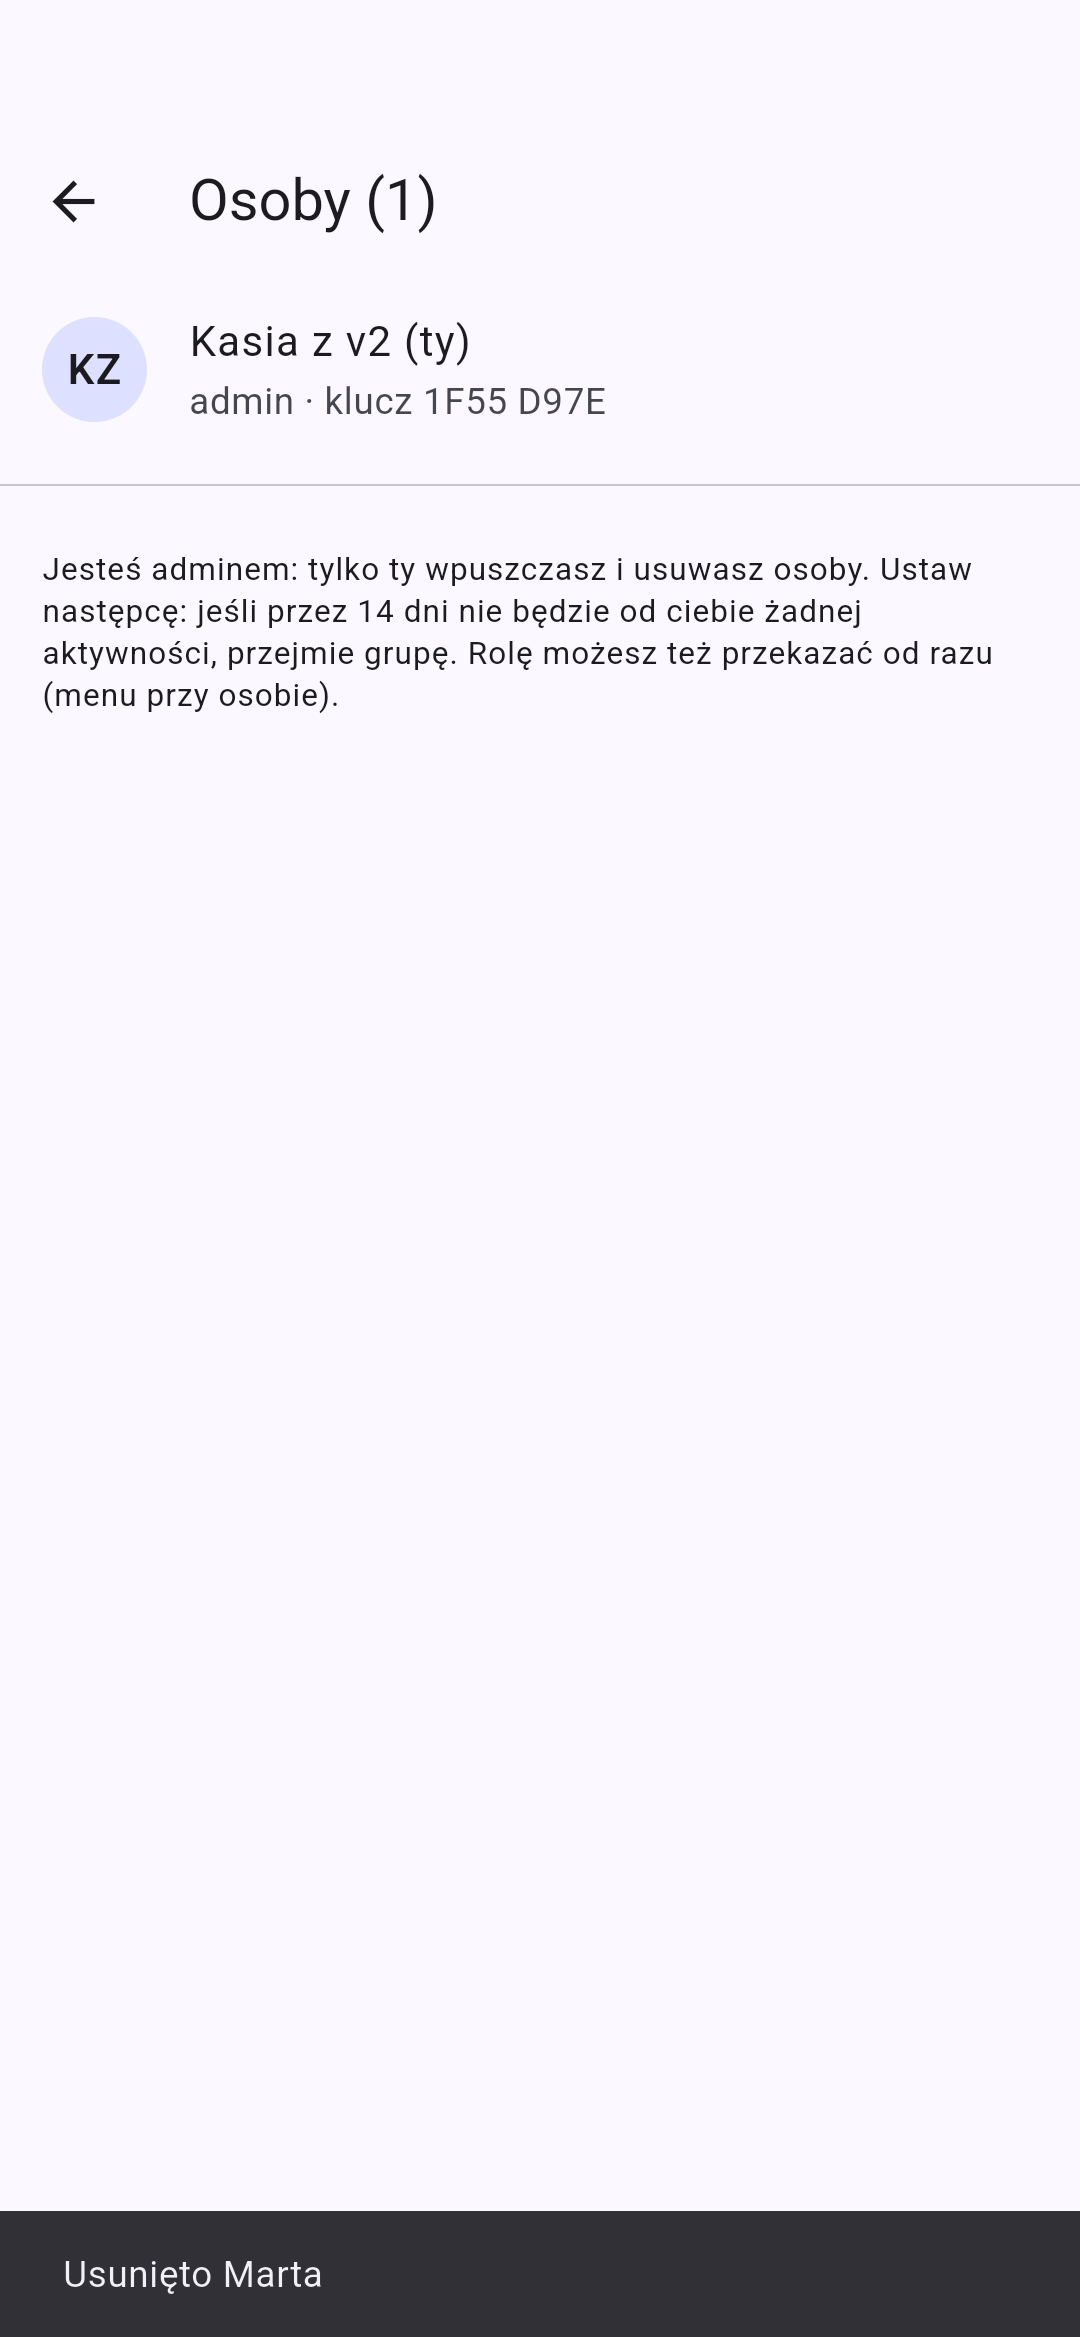 Osoby (1)
KZ
Kasia z v2 (ty)
admin · klucz 1F55 D97E
Jesteś adminem: tylko ty wpuszczasz i usuwasz osoby. Ustaw
następcę: jeśli przez 14 dni nie będzie od ciebie żadnej
aktywności, przejmie grupę. Rolę możesz też przekazać od razu
(menu przy osobie).
Usunięto Marta